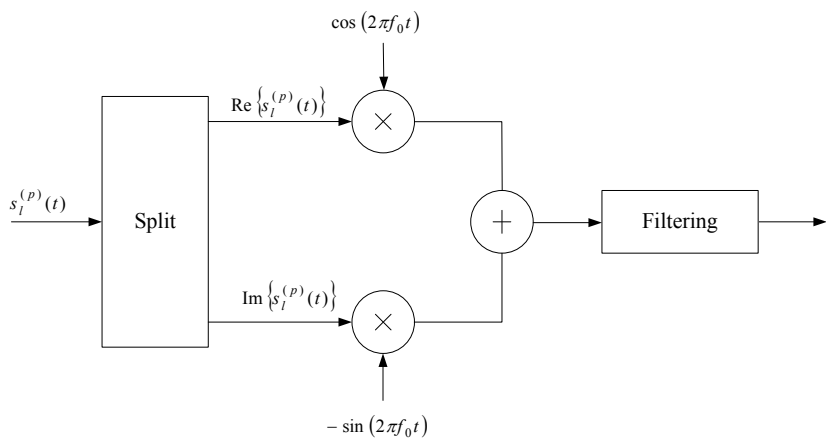 cos (2πf₀t)
Re {s_l^(p)(t)}
×
s_l^(p)(t)
Split
+
Filtering
Im {s_l^(p)(t)}
×
− sin (2πf₀t)